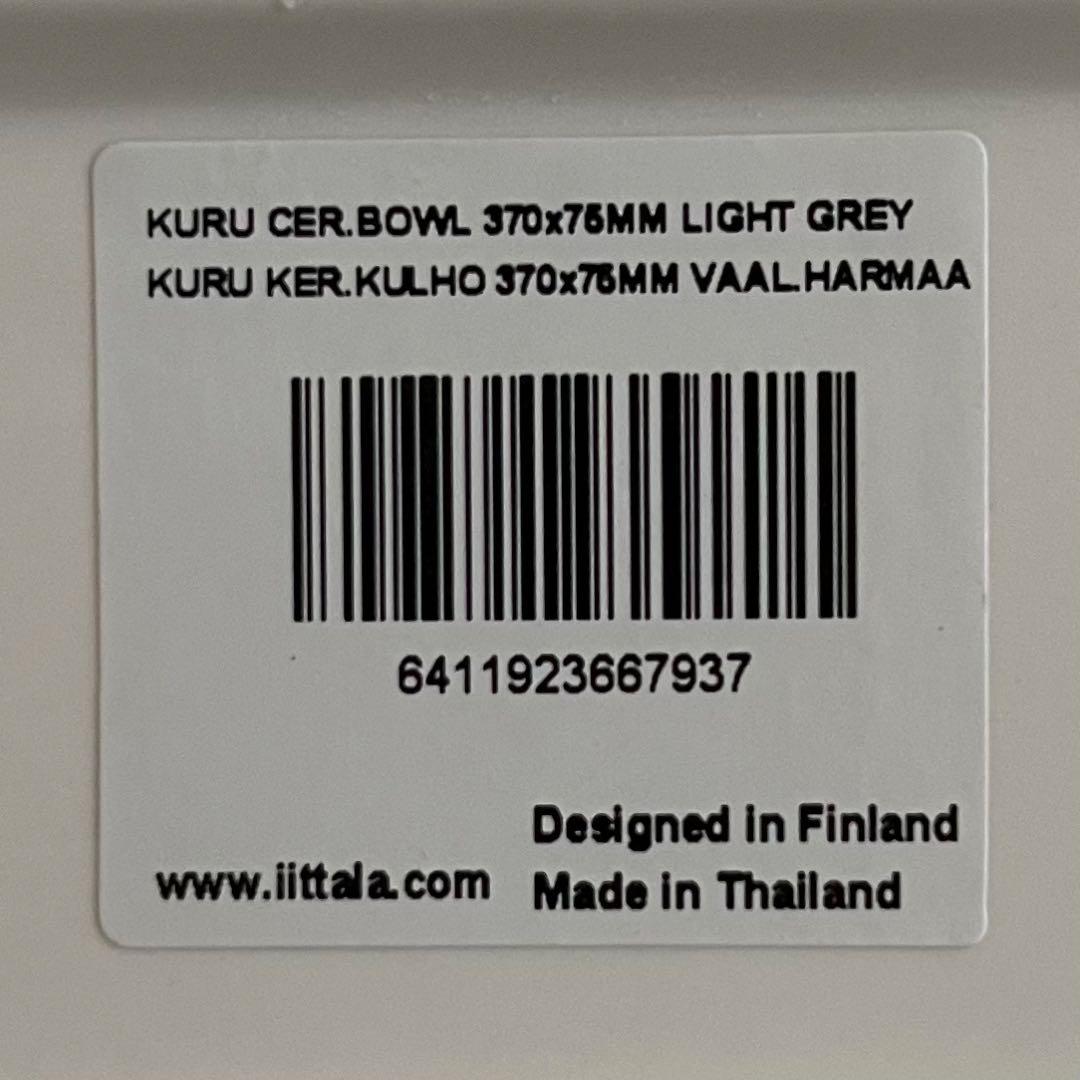 KURU CER.BOWL 370x75MM LIGHT GREY
KURU KER.KULHO 370x75MM VAAL.HARMAA
6411923667937
Designed in Finland
www.iittala.com Made in Thailand